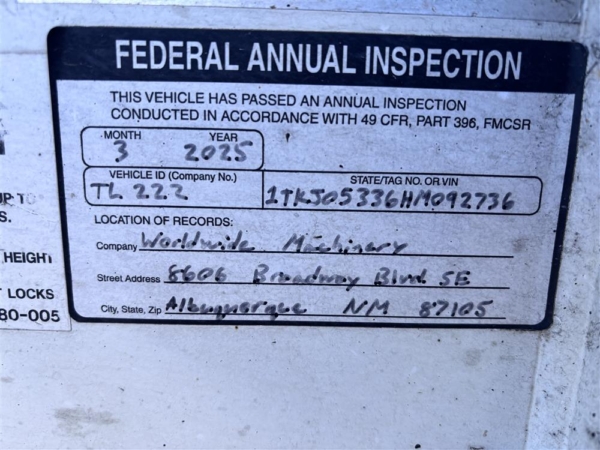 FEDERAL ANNUAL INSPECTION
THIS VEHICLE HAS PASSED AN ANNUAL INSPECTION
CONDUCTED IN ACCORDANCE WITH 49 CFR, PART 396, FMCSR
MONTH YEAR
3 2025
VEHICLE ID (Company No.) STATE/TAG NO. OR VIN
TL 222 1TKJ05336HM092736
LOCATION OF RECORDS:
Company Worldwide Machinery
Street Address 8606 Broadway Blvd SE
City, State, Zip Albuquerque NM 87105
UP TO
S.
HEIGHT
LOCKS
80-005